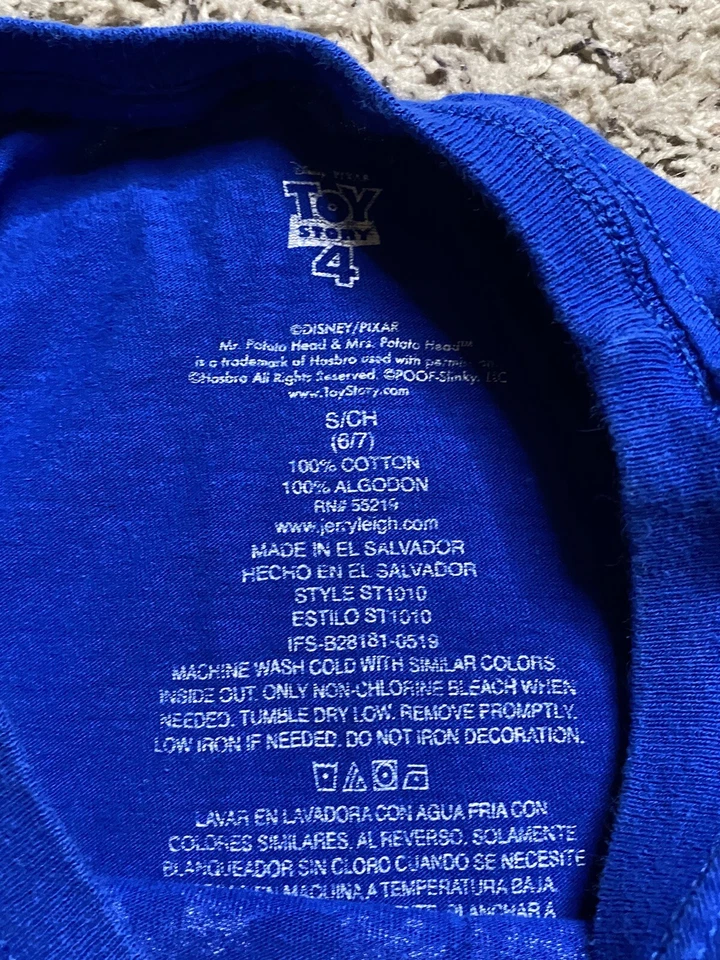 Disney PIXAR
TOY
STORY
4
©DISNEY/PIXAR
Mr. Potato Head & Mrs. Potato Head™
is a trademark of Hasbro used with
©Hasbro All Rights Reserved. ©POOF-Slinky, LLC
www.ToyStory.com
S/CH
(6/7)
100% COTTON
100% ALGODON
RN# 55219
www.jerryleigh.com
MADE IN EL SALVADOR
HECHO EN EL SALVADOR
STYLE ST1010
ESTILO ST1010
IFS-B28181-0519
MACHINE WASH COLD WITH SIMILAR COLORS
INSIDE OUT. ONLY NON-CHLORINE BLEACH WHEN
NEEDED. TUMBLE DRY LOW. REMOVE PROMPTLY.
LOW IRON IF NEEDED. DO NOT IRON DECORATION.
LAVAR EN LAVADORA CON AGUA FRIA CON
COLORES SIMILARES, AL REVERSO. SOLAMENTE
BLANQUEADOR SIN CLORO CUANDO SE NECESITE
EN MAQUINA A TEMPERATURA BAJA
PLANCHAR A